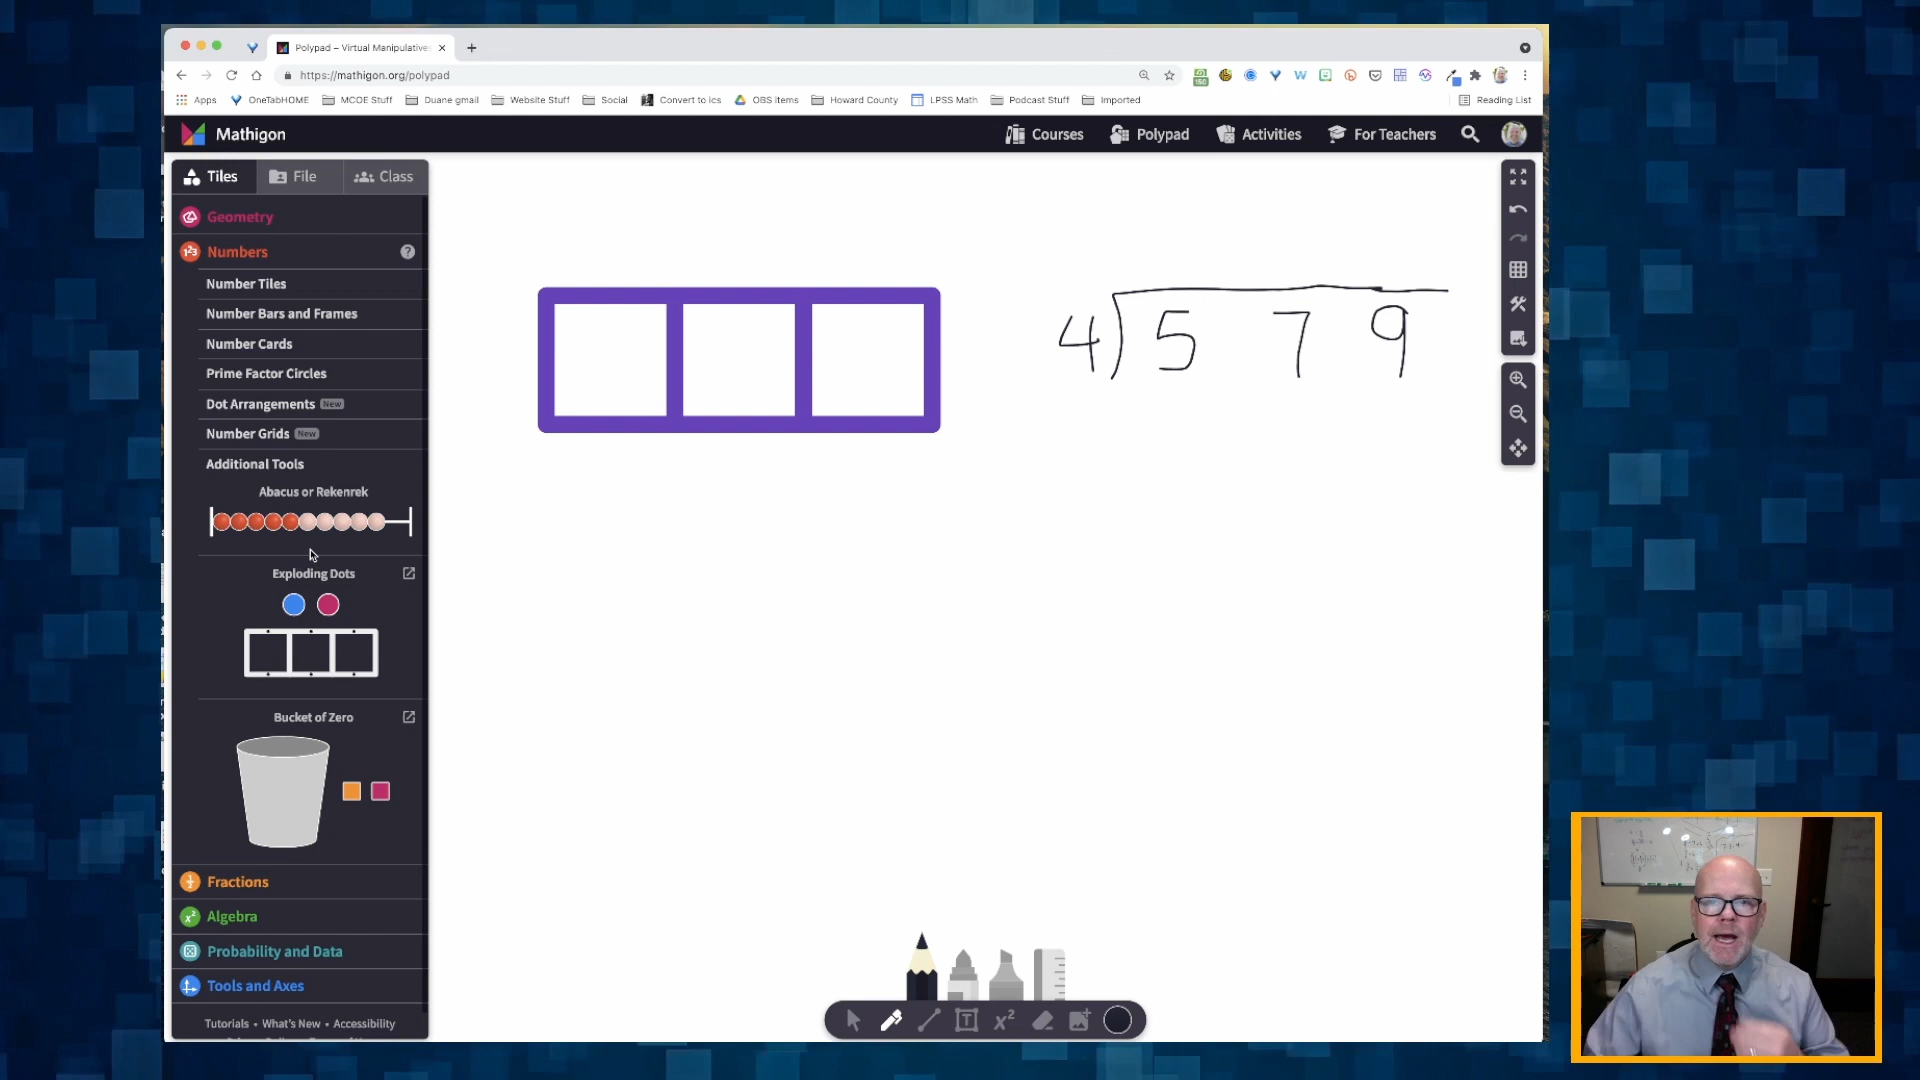 Polypad – Virtual Manipulative
https://mathigon.org/polypad
Apps OneTabHOME MCOE Stuff Duane gmail Website Stuff Social Convert to ics OBS items Howard County LPSS Math Podcast Stuff Imported Reading List
Mathigon Courses Polypad Activities For Teachers
Tiles File Class
Geometry
123 Numbers ?
Number Tiles
Number Bars and Frames
Number Cards
Prime Factor Circles
Dot Arrangements New
Number Grids New
Additional Tools
Abacus or Rekenrek
Exploding Dots
Bucket of Zero
Fractions
x² Algebra
Probability and Data
Tools and Axes
Tutorials • What's New • Accessibility
4 ) 5 7 9
T x²